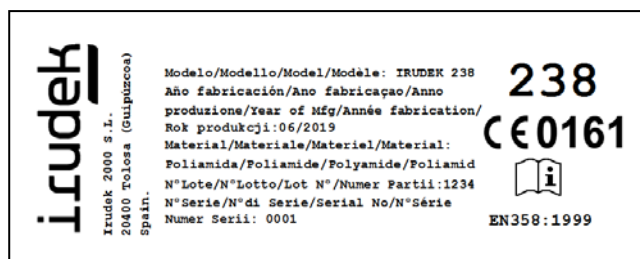 irudek
Irudek 2000 S.L.
20400 Tolosa (Guipúzcoa)
Spain.
Modelo/Modello/Model/Modèle: IRUDEK 238
Año fabricación/Ano fabricaçao/Anno
produzione/Year of Mfg/Année fabrication/
Rok produkcji:06/2019
Material/Materiale/Materiel/Material:
Poliamida/Poliamide/Polyamide/Poliamid
N°Lote/N°Lotto/Lot N°/Numer Partii:1234
N°Serie/N°di Serie/Serial No/N°Série
Numer Serii: 0001
238
CE0161
i
EN358:1999